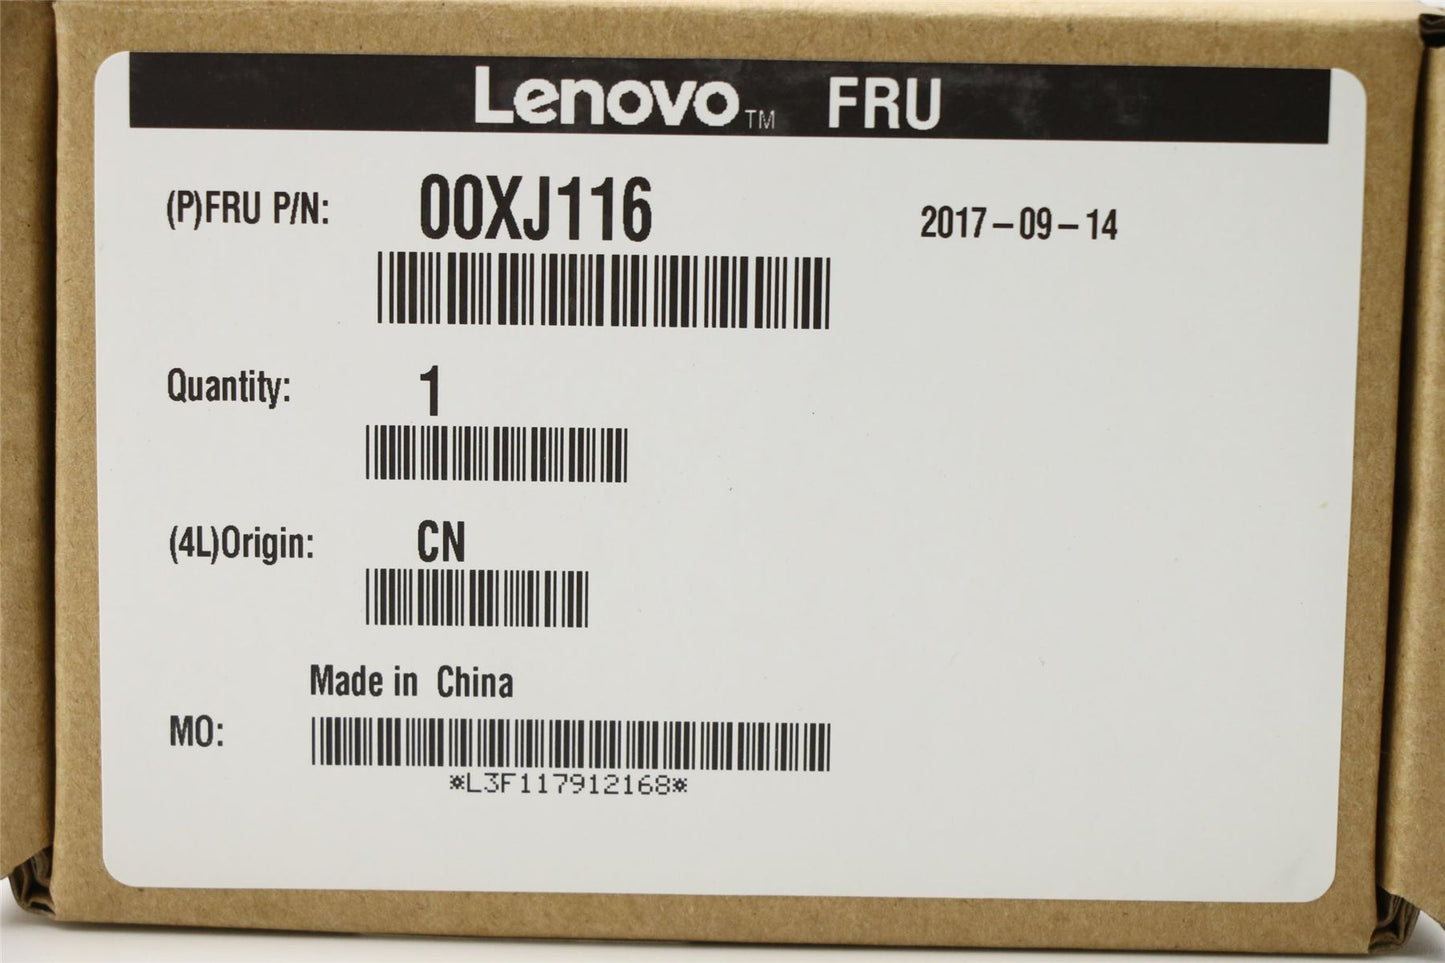 Lenovo™ FRU
(P)FRU P/N: 00XJ116 2017-09-14
Quantity: 1
(4L)Origin: CN
Made in China
MO:
*L3F117912168*